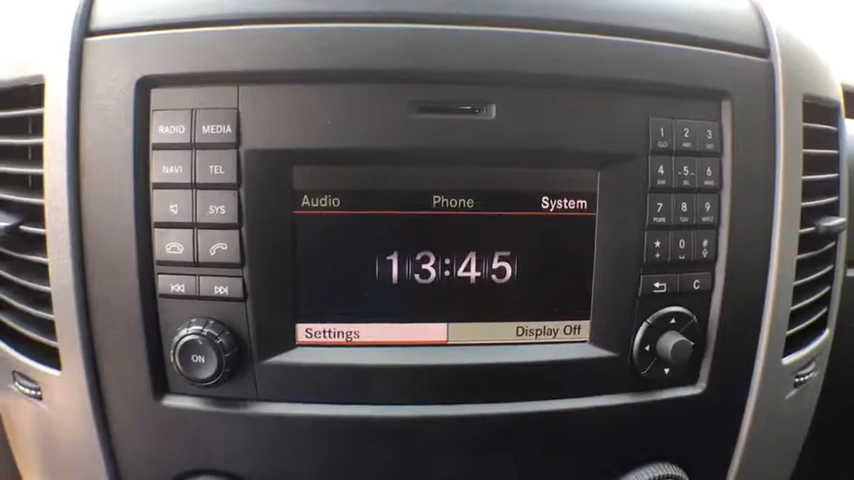 RADIO MEDIA
NAVI TEL
SYS
ON
Audio Phone System
13:45
Settings Display Off
1 2 ABC 3 DEF
4 GHI 5 JKL 6 MNO
7 PQRS 8 TUV 9 WXYZ
* 0 #
C